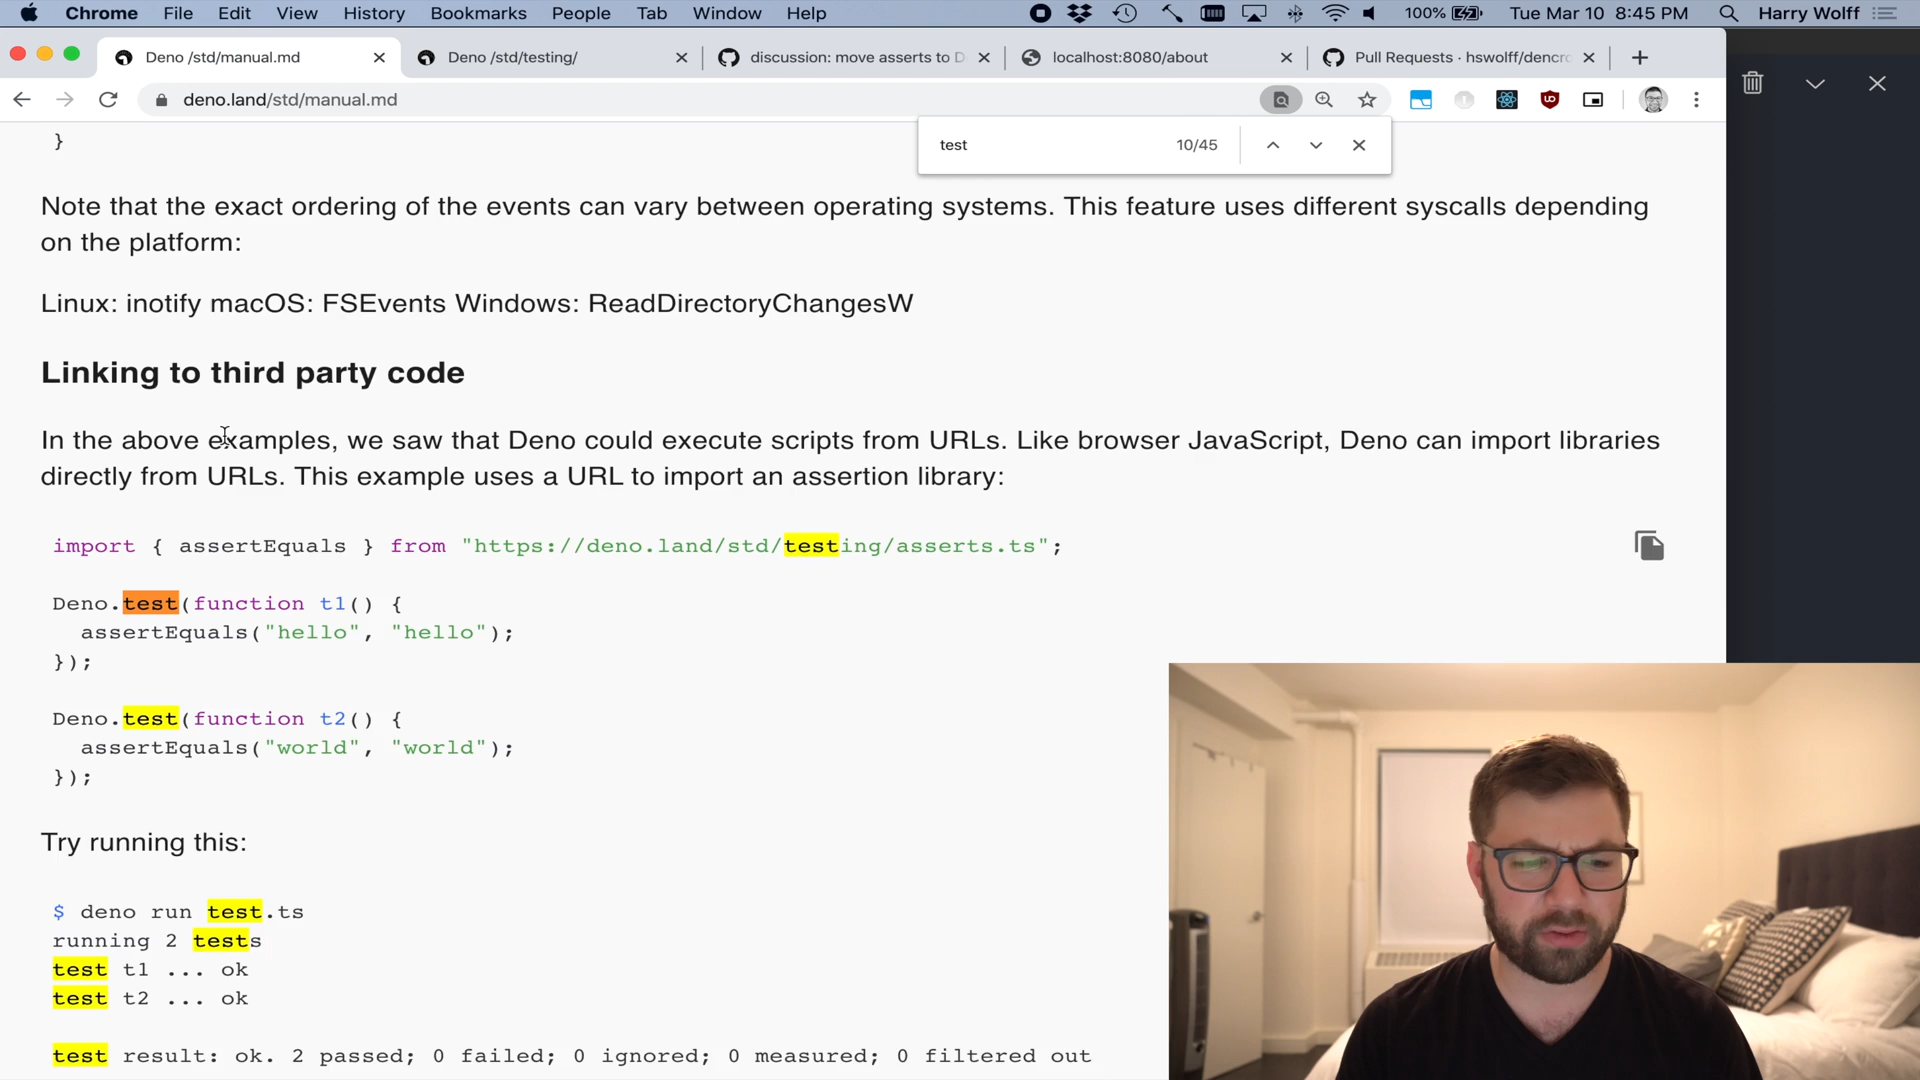 Chrome File Edit View History Bookmarks People Tab Window Help 100% Tue Mar 10 8:45 PM Harry Wolff
Deno /std/manual.md Deno /std/testing/ discussion: move asserts to D localhost:8080/about Pull Requests · hswolff/dencro
deno.land/std/manual.md
test 10/45
}
Note that the exact ordering of the events can vary between operating systems. This feature uses different syscalls depending
on the platform:
Linux: inotify macOS: FSEvents Windows: ReadDirectoryChangesW
Linking to third party code
In the above examples, we saw that Deno could execute scripts from URLs. Like browser JavaScript, Deno can import libraries
directly from URLs. This example uses a URL to import an assertion library:
import { assertEquals } from "https://deno.land/std/testing/asserts.ts";
Deno.test(function t1() {
assertEquals("hello", "hello");
});
Deno.test(function t2() {
assertEquals("world", "world");
});
Try running this:
$ deno run test.ts
running 2 tests
test t1 ... ok
test t2 ... ok
test result: ok. 2 passed; 0 failed; 0 ignored; 0 measured; 0 filtered out